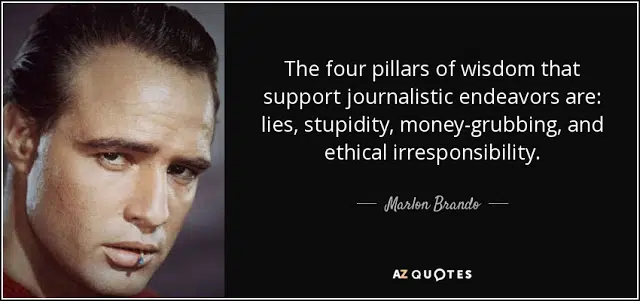 The four pillars of wisdom that
support journalistic endeavors are:
lies, stupidity, money-grubbing, and
ethical irresponsibility.
Marlon Brando
AZ QUOTES